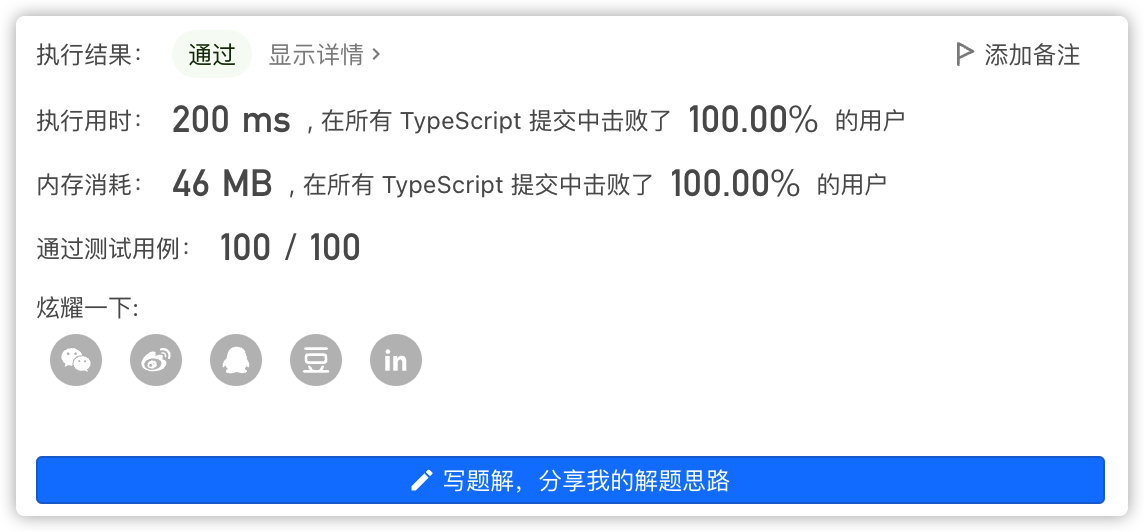 执行结果： 通过 显示详情 > 添加备注
执行用时： 200 ms , 在所有 TypeScript 提交中击败了 100.00% 的用户
内存消耗： 46 MB , 在所有 TypeScript 提交中击败了 100.00% 的用户
通过测试用例： 100 / 100
炫耀一下:
豆 in
写题解，分享我的解题思路